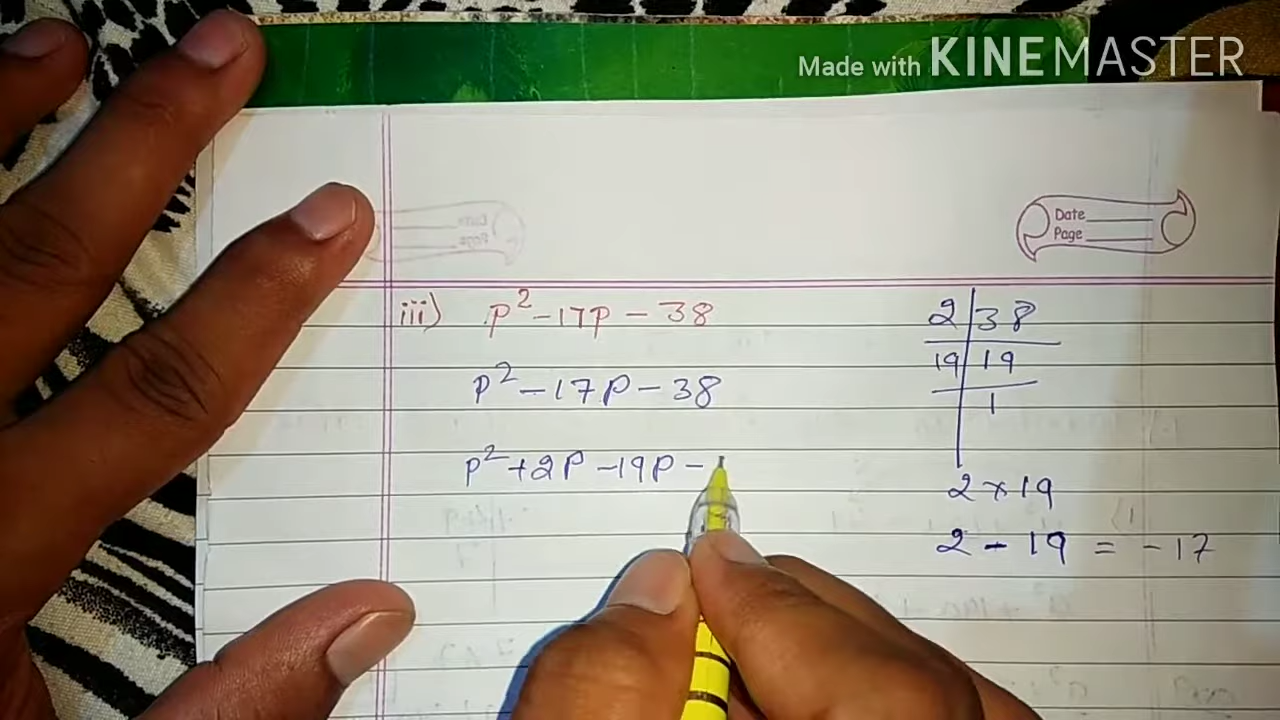 Made with KINEMASTER
Date
Page
iii) p² - 17p - 38
p² - 17p - 38
p² + 2p - 19p -
2 | 38
19 | 19
1
2 × 19
2 - 19 = -17